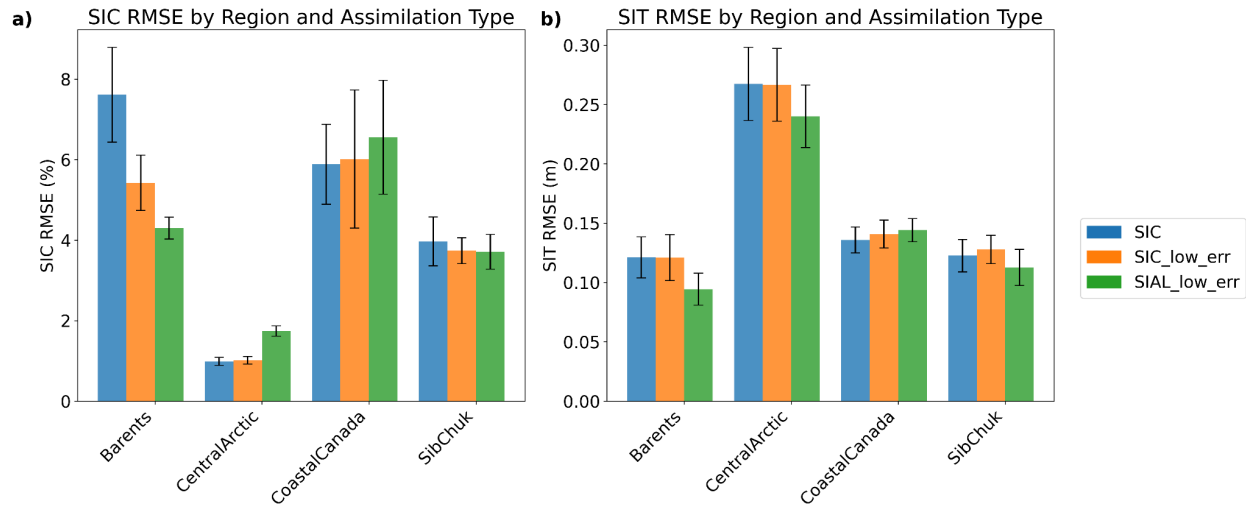 a)
SIC RMSE by Region and Assimilation Type
SIC RMSE (%)
8
6
4
2
0
Barents
CentralArctic
CoastalCanada
SibChuk
b)
SIT RMSE by Region and Assimilation Type
SIT RMSE (m)
0.30
0.25
0.20
0.15
0.10
0.05
0.00
Barents
CentralArctic
CoastalCanada
SibChuk
SIC
SIC_low_err
SIAL_low_err